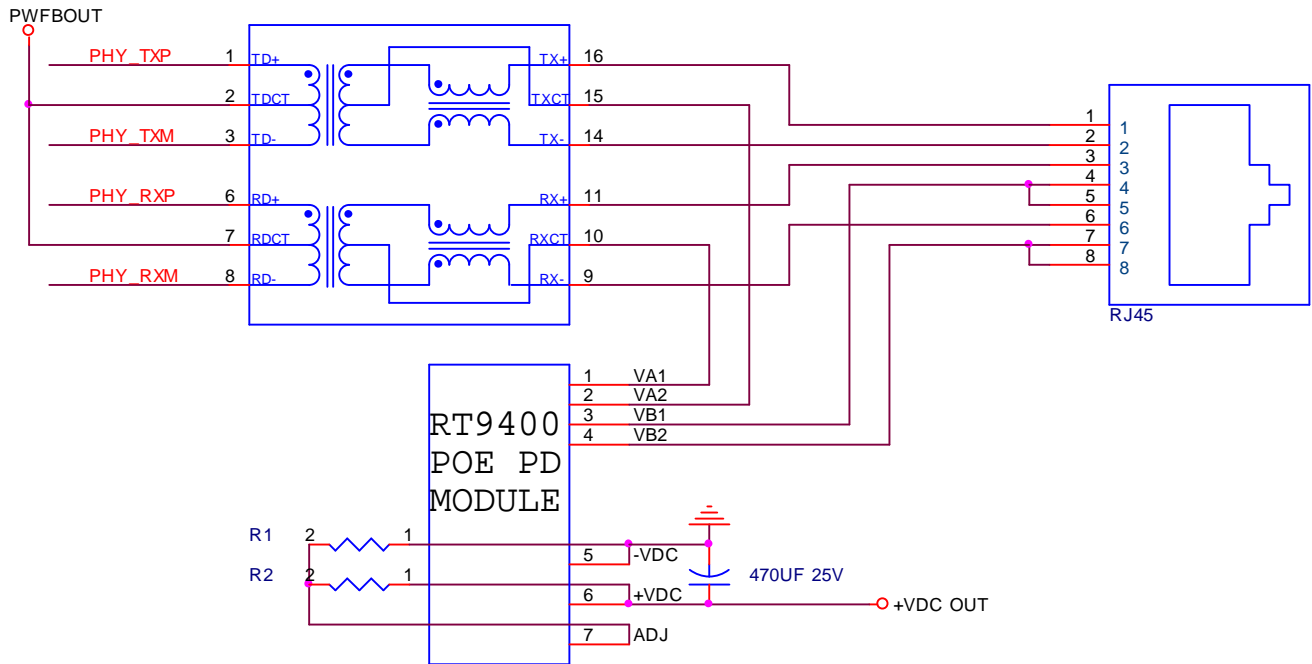 PWFBOUT
PHY_TXP 1 TD+ TX+ 16
2 TDCT TXCT 15
PHY_TXM 3 TD- TX- 14
PHY_RXP 6 RD+ RX+ 11
7 RDCT RXCT 10
PHY_RXM 8 RD- RX- 9
1 1
2 2
3 3
4 4
5 5
6 6
7 7
8 8
RJ45
RT9400
POE PD
MODULE
1 VA1
2 VA2
3 VB1
4 VB2
R1 2 1
5 -VDC
R2 2 1
6 +VDC
7 ADJ
470UF 25V
+VDC OUT